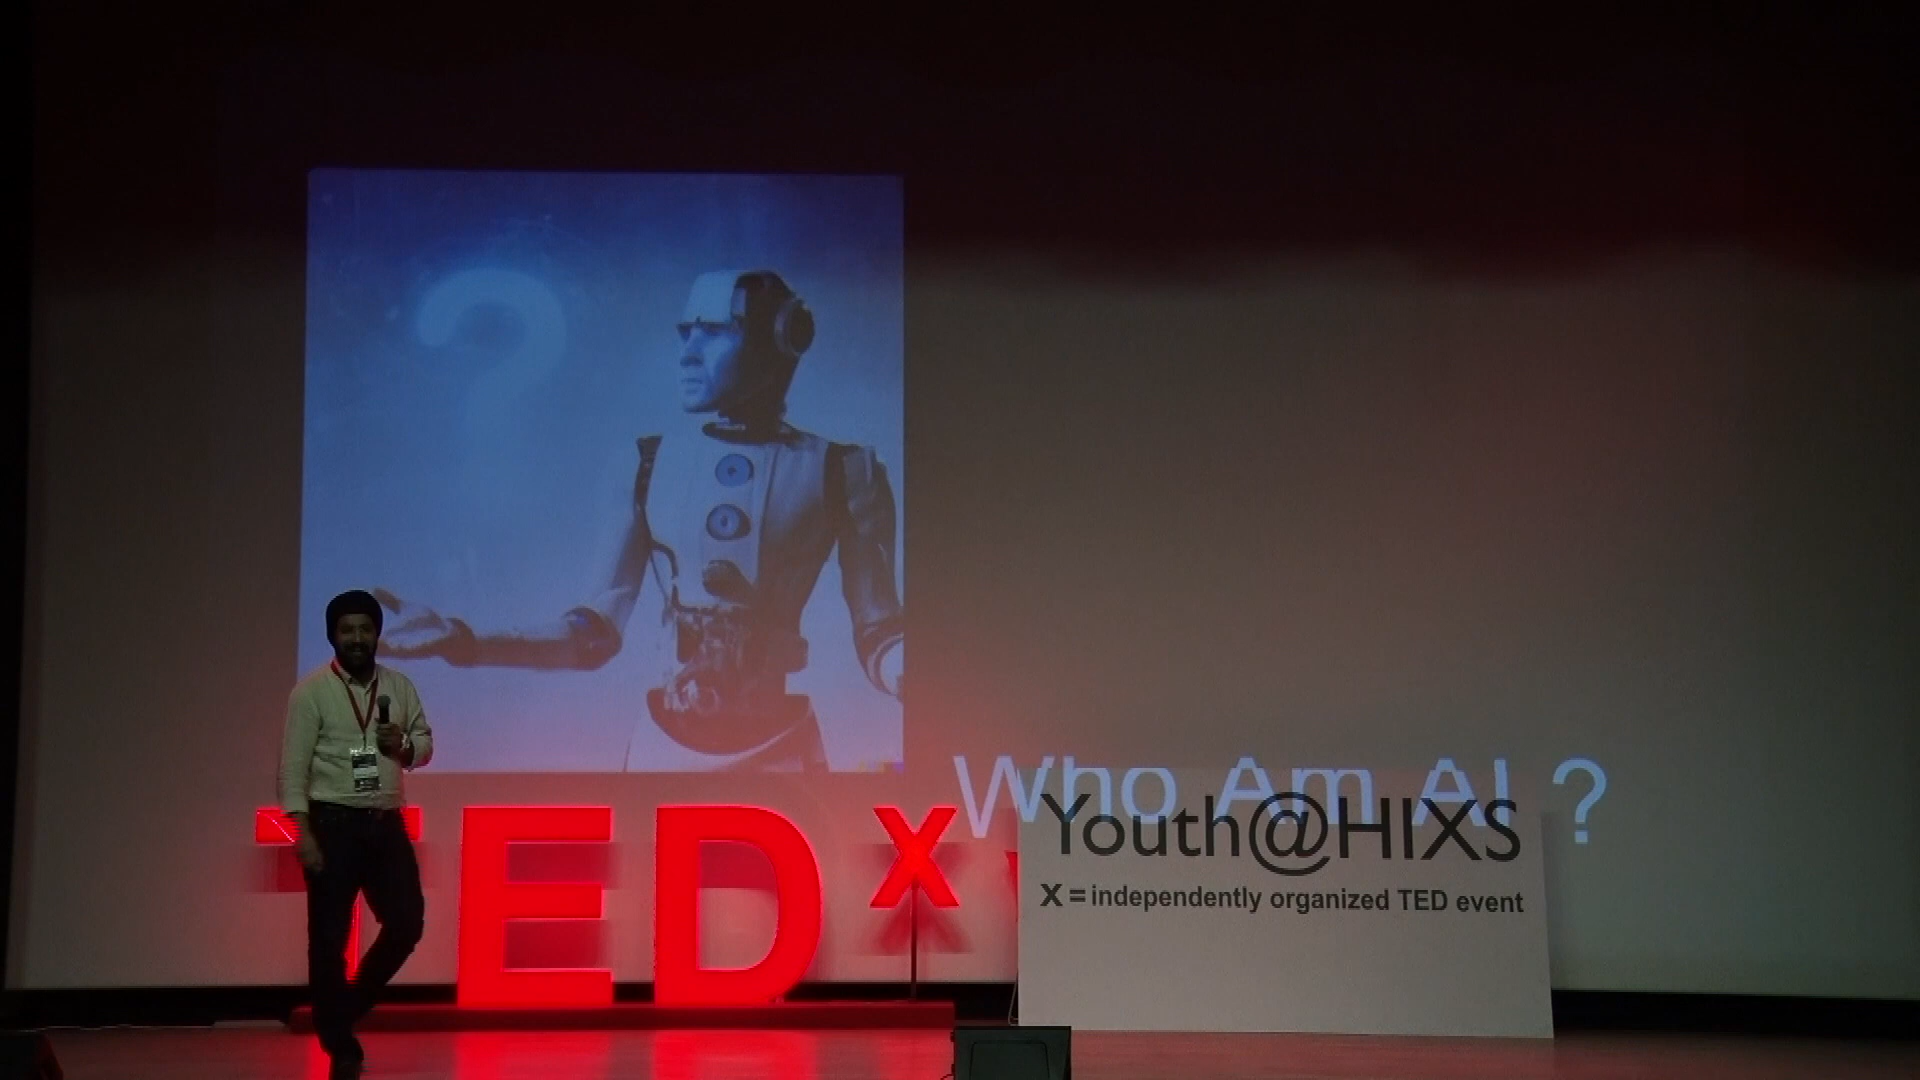 Who Am AI ?
TEDx
Youth@HIXS
X = independently organized TED event